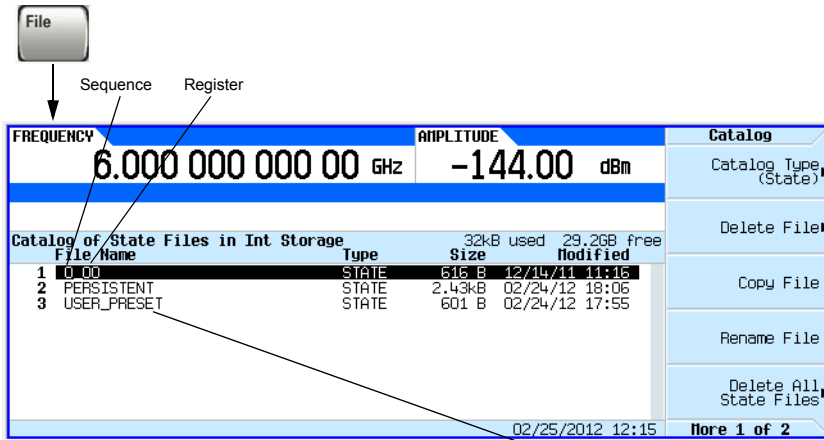 File
Sequence Register
FREQUENCY AMPLITUDE Catalog
6.000 000 000 00 GHz -144.00 dBm
Catalog Type
(State)
Delete File
Catalog of State Files in Int Storage 32kB used 29.2GB free
File Name Type Size Modified
1 0_00 STATE 616 B 12/14/11 11:16
2 PERSISTENT STATE 2.43kB 02/24/12 18:06
3 USER_PRESET STATE 601 B 02/24/12 17:55
Copy File
Rename File
Delete All
State Files
02/25/2012 12:15 More 1 of 2